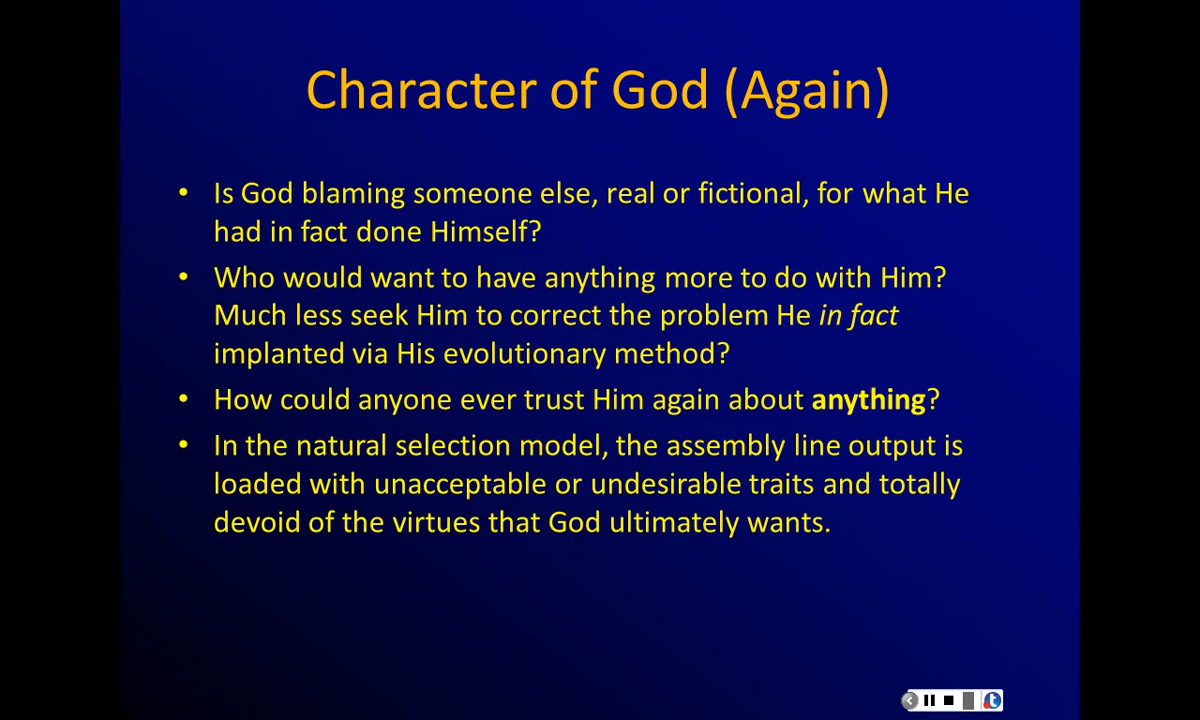 Character of God (Again)
• Is God blaming someone else, real or fictional, for what He
had in fact done Himself?
• Who would want to have anything more to do with Him?
Much less seek Him to correct the problem He in fact
implanted via His evolutionary method?
• How could anyone ever trust Him again about anything?
• In the natural selection model, the assembly line output is
loaded with unacceptable or undesirable traits and totally
devoid of the virtues that God ultimately wants.
t